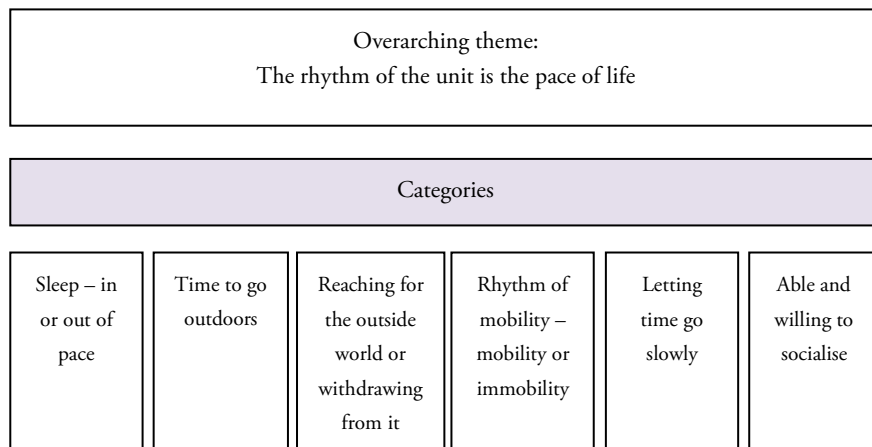 Overarching theme:
The rhythm of the unit is the pace of life
Categories
Sleep – in
or out of
pace
Time to go
outdoors
Reaching for
the outside
world or
withdrawing
from it
Rhythm of
mobility –
mobility or
immobility
Letting
time go
slowly
Able and
willing to
socialise